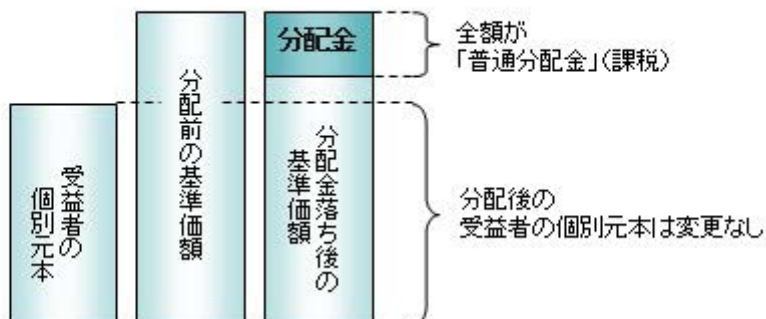 受益者の
個別元本
分配前の基準価額
分配金
分配金落ち後の
基準価額
全額が
「普通分配金」(課税)
分配後の
受益者の個別元本は変更なし